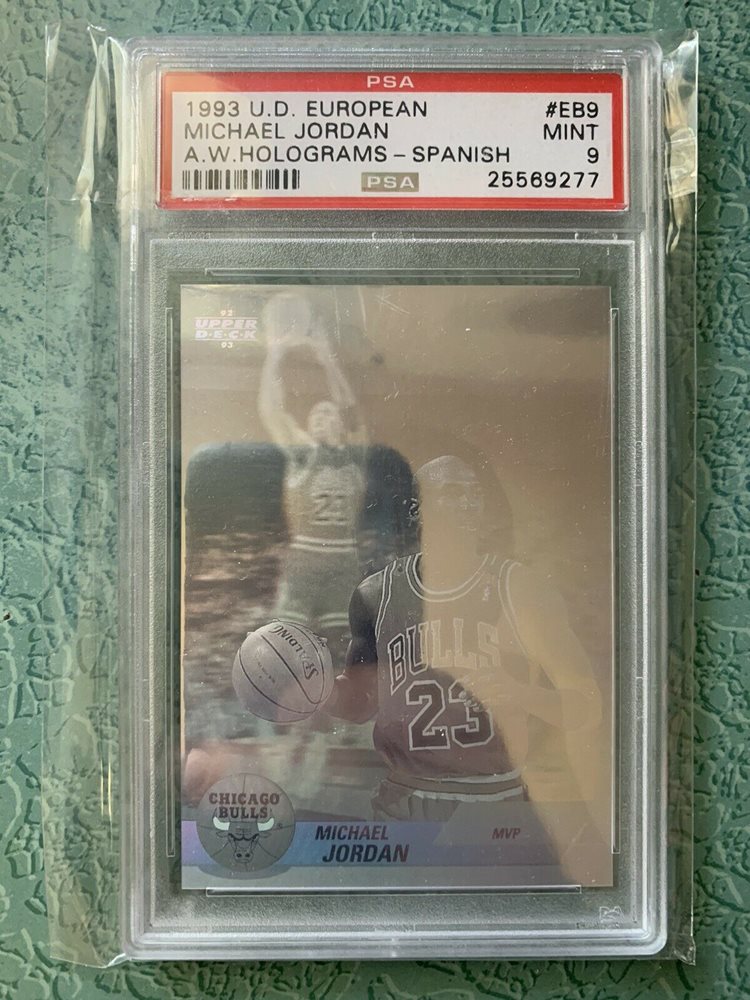 PSA
1993 U.D. EUROPEAN #EB9
MICHAEL JORDAN MINT
A.W.HOLOGRAMS – SPANISH 9
PSA 25569277
92
UPPER
D·E·C·K
93
23
SPALDING
BULLS
23
CHICAGO
BULLS
MICHAEL
JORDAN
MVP